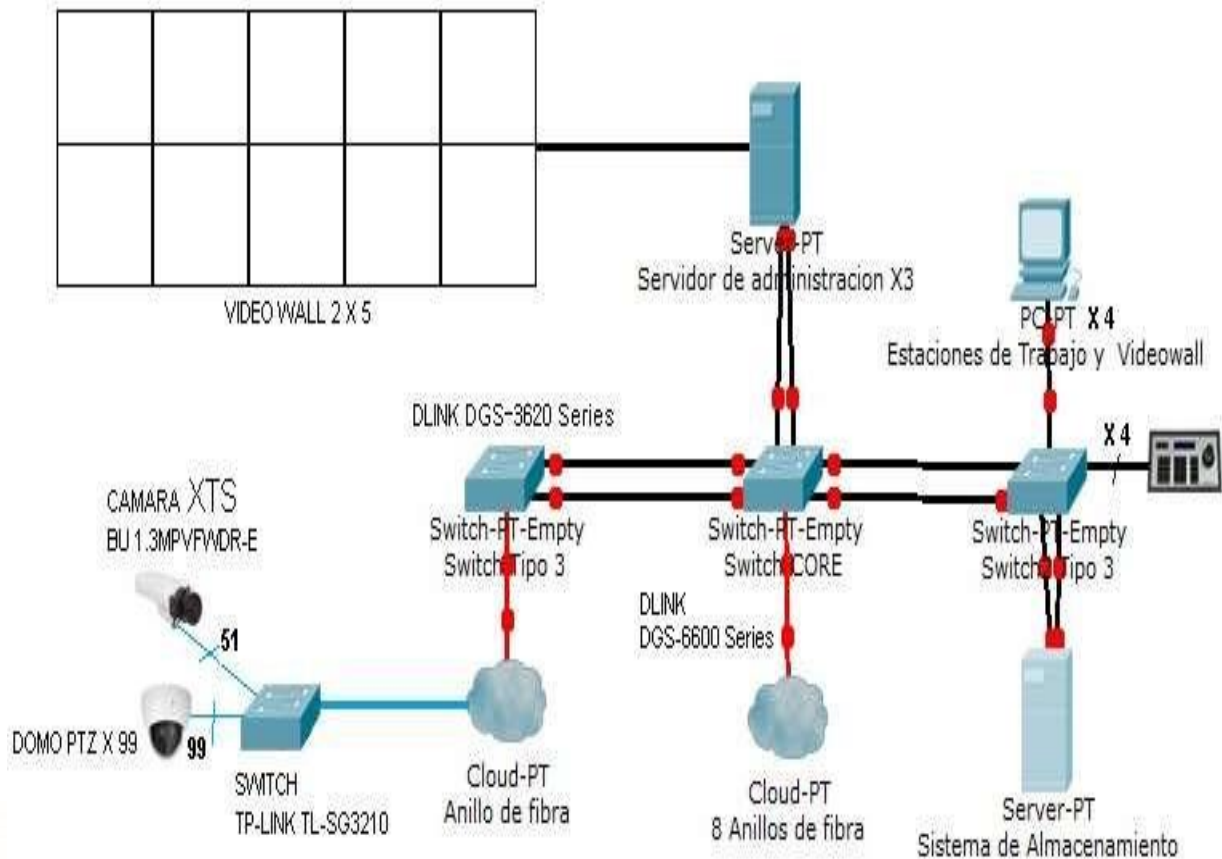 VIDEO WALL 2 X 5
Server-PT
Servidor de administracion X3
PC-PT X 4
Estaciones de Trabajo y Videowall
DLINK DGS-3620 Series
X 4
CAMARA XTS
BU 1.3MPVFWDR-E
Switch-PT-Empty
Switch Tipo 3
Switch-PT-Empty
Switch CORE
Switch-PT-Empty
Switch Tipo 3
DLINK
DGS-6600 Series
51
DOMO PTZ X 99
99
SWITCH
TP-LINK TL-SG3210
Cloud-PT
Anillo de fibra
Cloud-PT
8 Anillos de fibra
Server-PT
Sistema de Almacenamiento